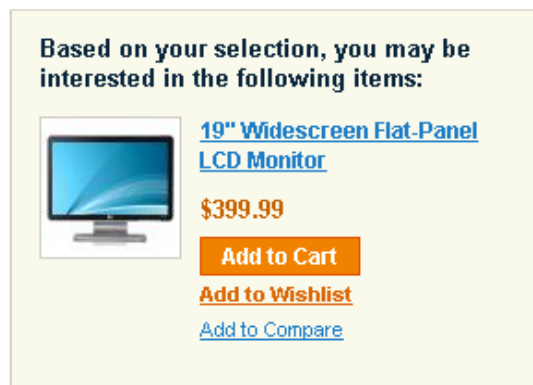 Based on your selection, you may be
interested in the following items:
19" Widescreen Flat-Panel
LCD Monitor
$399.99
Add to Cart
Add to Wishlist
Add to Compare